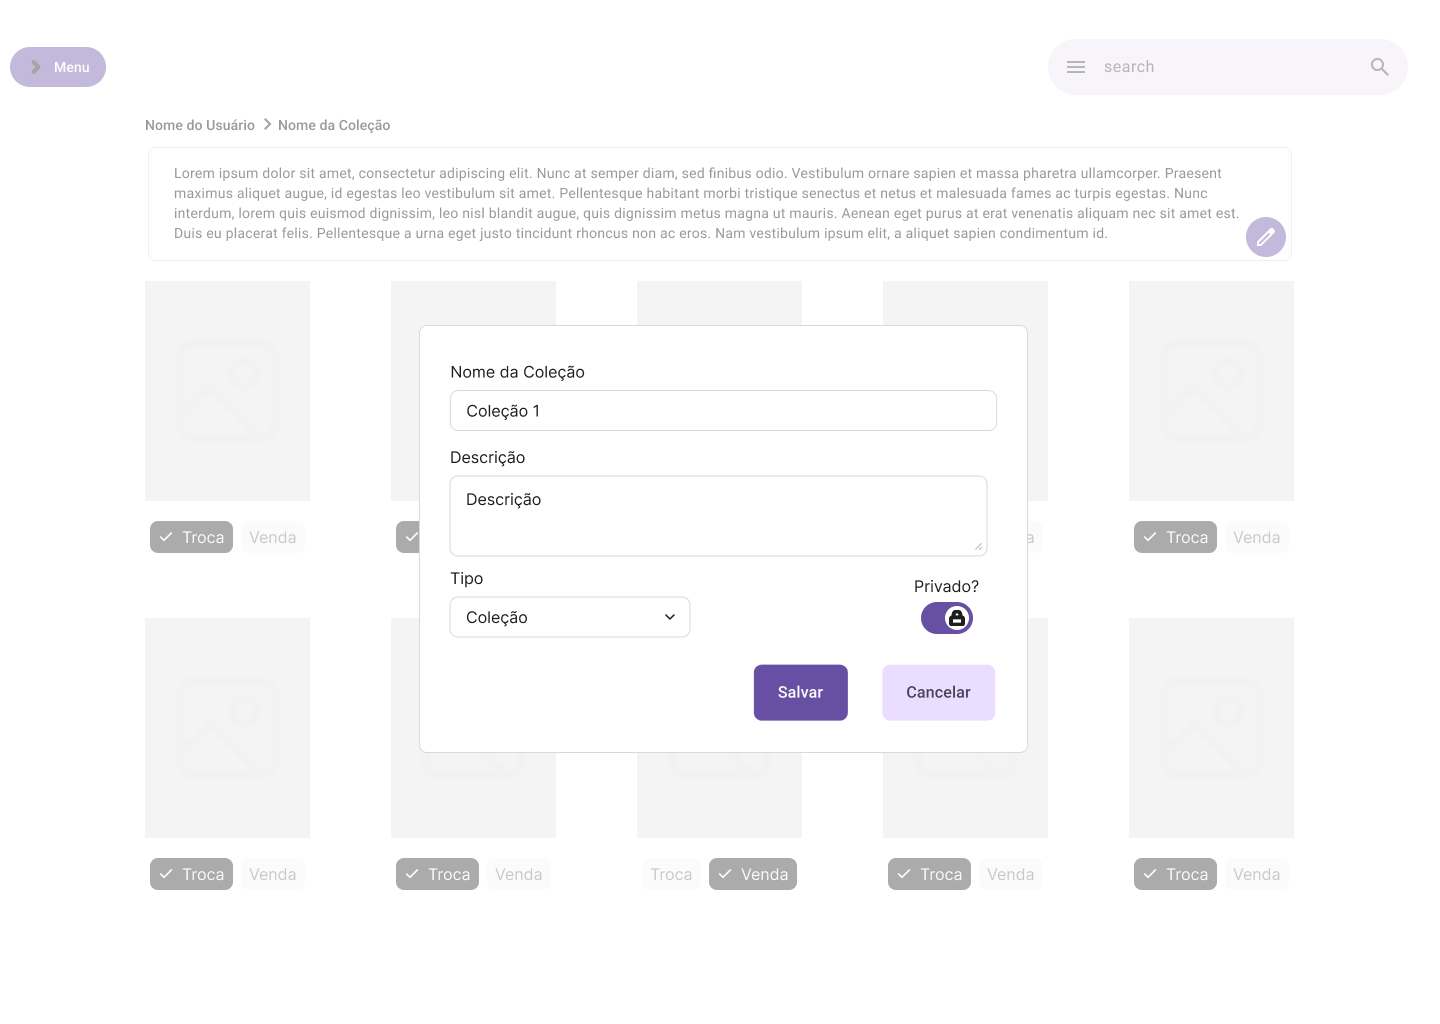 Menu
search
Nome do Usuário > Nome da Coleção
Lorem ipsum dolor sit amet, consectetur adipiscing elit. Nunc at semper diam, sed finibus odio. Vestibulum ornare sapien et massa pharetra ullamcorper. Praesent
maximus aliquet augue, id egestas leo vestibulum sit amet. Pellentesque habitant morbi tristique senectus et netus et malesuada fames ac turpis egestas. Nunc
interdum, lorem quis euismod dignissim, leo nisl blandit augue, quis dignissim metus magna ut mauris. Aenean eget purus at erat venenatis aliquam nec sit amet est.
Duis eu placerat felis. Pellentesque a urna eget justo tincidunt rhoncus non ac eros. Nam vestibulum ipsum elit, a aliquet sapien condimentum id.
Nome da Coleção
Coleção 1
Descrição
Descrição
Troca Venda a Troca Venda
Tipo
Privado?
Coleção
Salvar Cancelar
Troca Venda Troca Venda Troca Venda Troca Venda Troca Venda